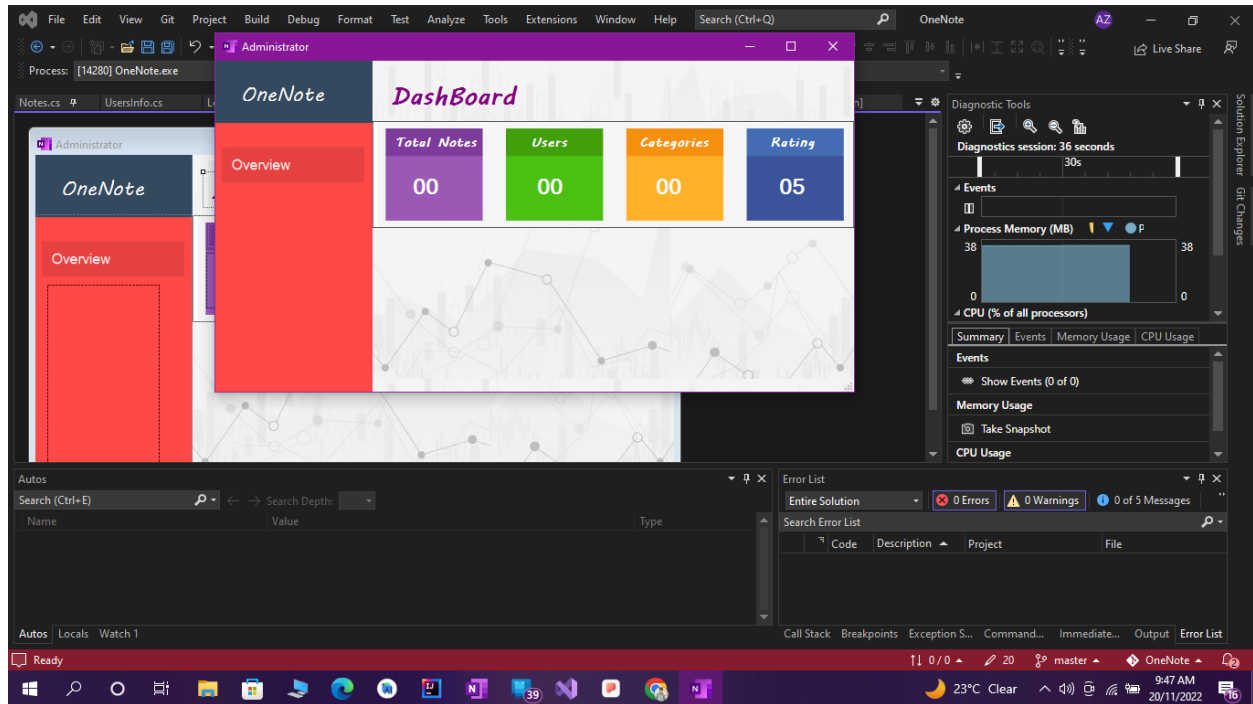 File Edit View Git Project Build Debug Format Test Analyze Tools Extensions Window Help Search (Ctrl+Q) OneNote AZ
Administrator
Live Share
Process: [14280] OneNote.exe
Notes.cs UsersInfo.cs
Administrator
OneNote
Overview
OneNote
Overview
DashBoard
Total Notes Users Categories Rating
00 00 00 05
Diagnostic Tools
Diagnostics session: 36 seconds
30s
Events
Process Memory (MB) P
38 38
0 0
CPU (% of all processors)
Summary Events Memory Usage CPU Usage
Events
Show Events (0 of 0)
Memory Usage
Take Snapshot
CPU Usage
Solution Explorer
Git Changes
Autos
Search (Ctrl+E) Search Depth:
Name Value Type
Autos Locals Watch 1
Error List
Entire Solution 0 Errors 0 Warnings 0 of 5 Messages
Search Error List
Code Description Project File
Call Stack Breakpoints Exception S... Command... Immediate... Output Error List
Ready 0 / 0 20 master OneNote 2
39 23°C Clear 9:47 AM
20/11/2022 16